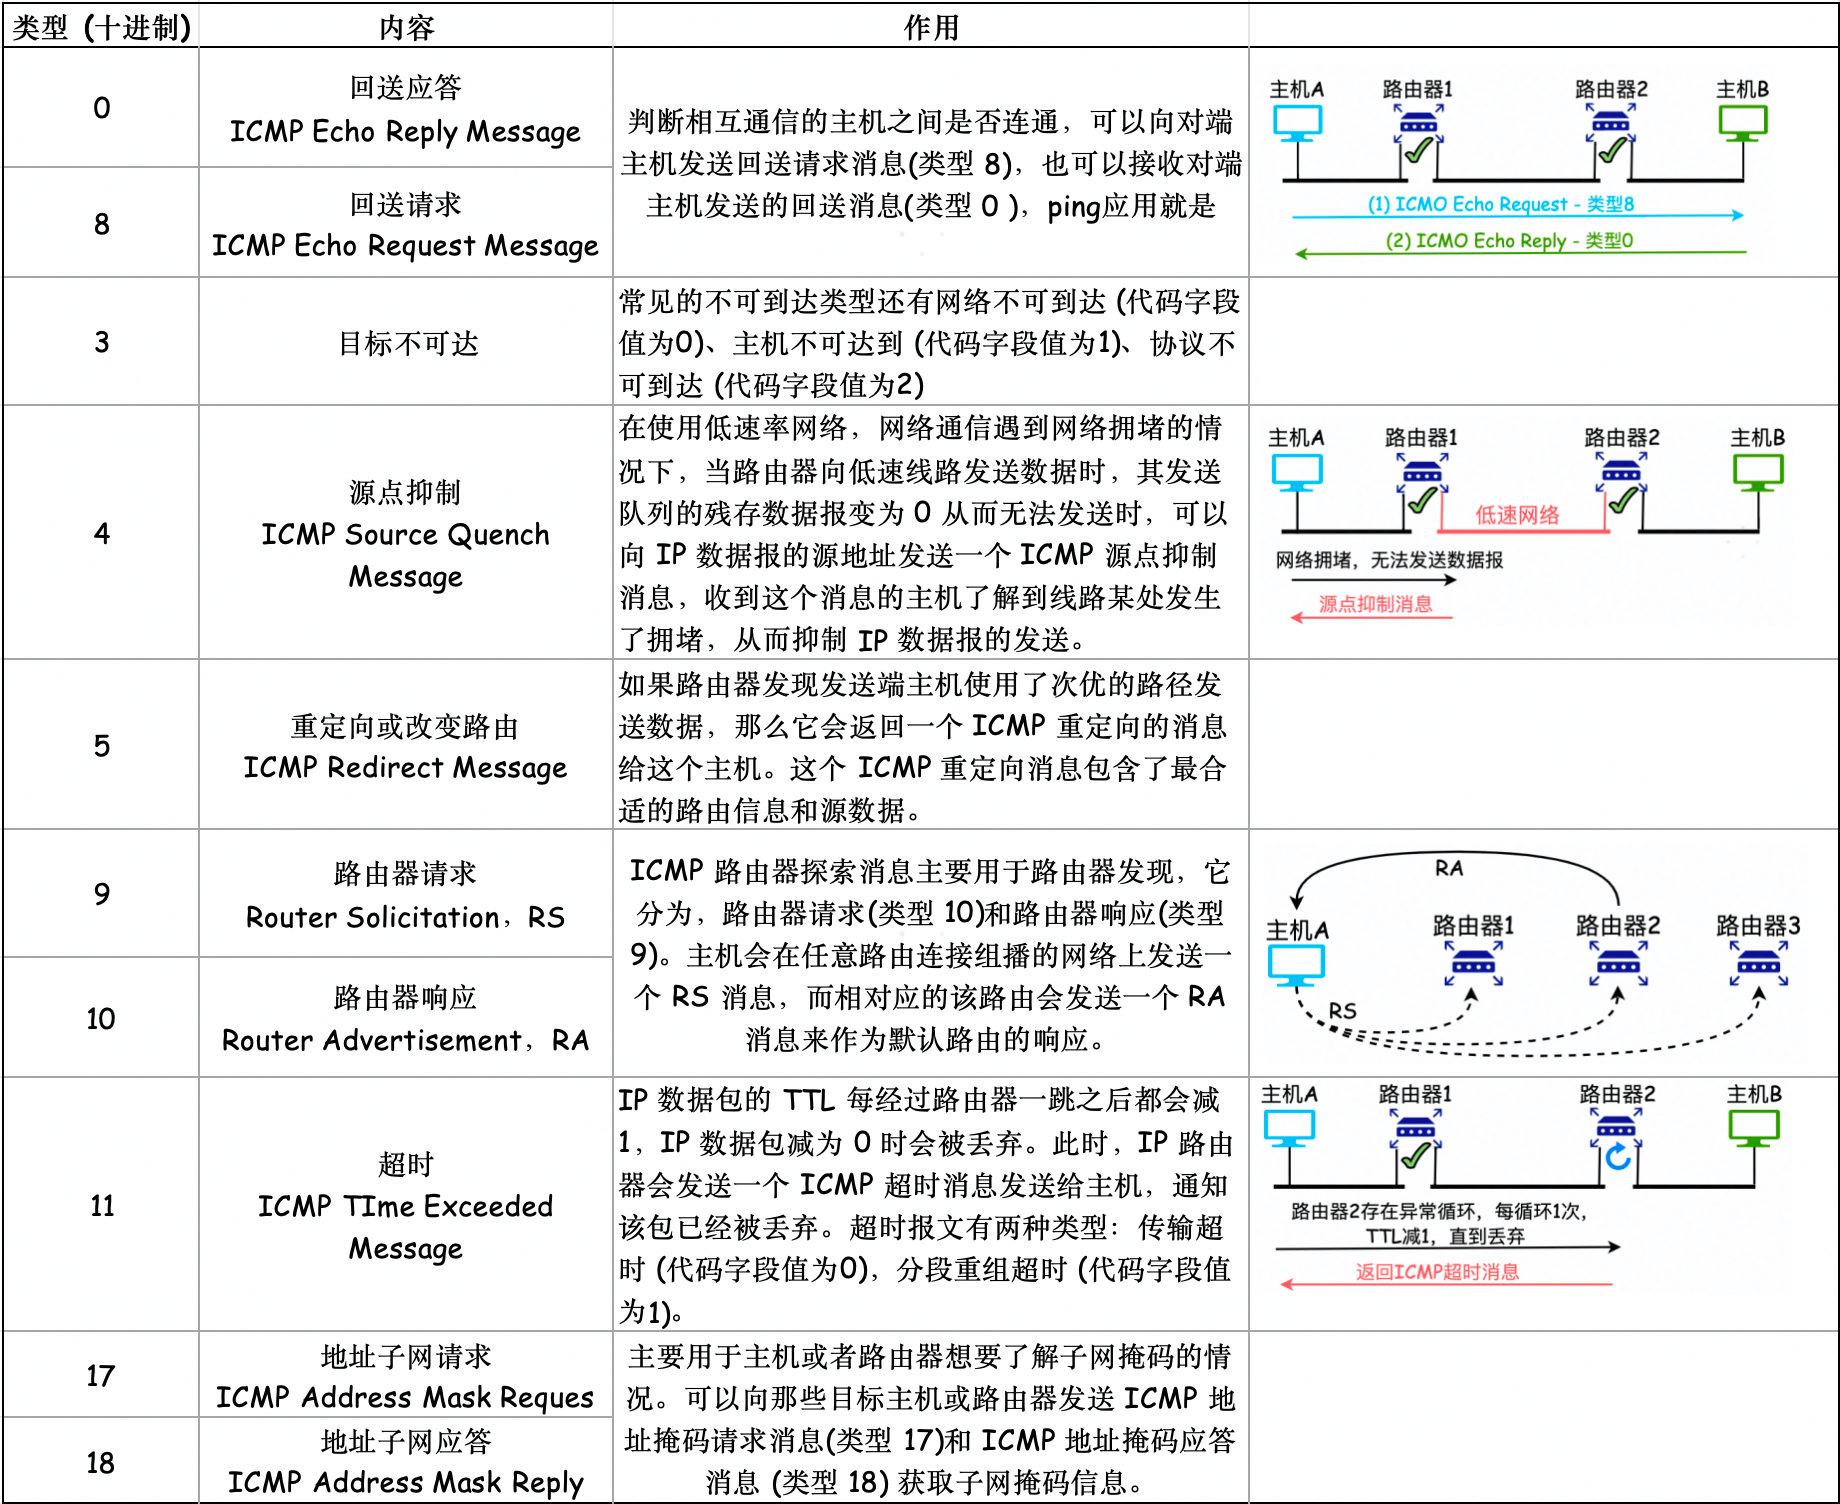 类型 (十进制)
内容
作用
0
回送应答
ICMP Echo Reply Message
8
回送请求
ICMP Echo Request Message
判断相互通信的主机之间是否连通，可以向对端
主机发送回送请求消息(类型 8)，也可以接收对端
主机发送的回送消息(类型 0 )，ping应用就是
主机A
路由器1
路由器2
主机B
(1) ICMO Echo Request - 类型8
(2) ICMO Echo Reply - 类型0
3
目标不可达
常见的不可到达类型还有网络不可到达 (代码字段
值为0)、主机不可达到 (代码字段值为1)、协议不
可到达 (代码字段值为2)
4
源点抑制
ICMP Source Quench
Message
在使用低速率网络，网络通信遇到网络拥堵的情
况下，当路由器向低速线路发送数据时，其发送
队列的残存数据报变为 0 从而无法发送时，可以
向 IP 数据报的源地址发送一个 ICMP 源点抑制
消息，收到这个消息的主机了解到线路某处发生
了拥堵，从而抑制 IP 数据报的发送。
主机A
路由器1
路由器2
主机B
低速网络
网络拥堵，无法发送数据报
源点抑制消息
5
重定向或改变路由
ICMP Redirect Message
如果路由器发现发送端主机使用了次优的路径发
送数据，那么它会返回一个 ICMP 重定向的消息
给这个主机。这个 ICMP 重定向消息包含了最合
适的路由信息和源数据。
9
路由器请求
Router Solicitation，RS
10
路由器响应
Router Advertisement，RA
ICMP 路由器探索消息主要用于路由器发现，它
分为，路由器请求(类型 10)和路由器响应(类型
9)。主机会在任意路由连接组播的网络上发送一
个 RS 消息，而相对应的该路由会发送一个 RA
消息来作为默认路由的响应。
RA
主机A
路由器1
路由器2
路由器3
RS
11
超时
ICMP TIme Exceeded
Message
IP 数据包的 TTL 每经过路由器一跳之后都会减
1，IP 数据包减为 0 时会被丢弃。此时，IP 路由
器会发送一个 ICMP 超时消息发送给主机，通知
该包已经被丢弃。超时报文有两种类型：传输超
时 (代码字段值为0)，分段重组超时 (代码字段值
为1)。
主机A
路由器1
路由器2
主机B
路由器2存在异常循环，每循环1次，
TTL减1，直到丢弃
返回ICMP超时消息
17
地址子网请求
ICMP Address Mask Reques
18
地址子网应答
ICMP Address Mask Reply
主要用于主机或者路由器想要了解子网掩码的情
况。可以向那些目标主机或路由器发送 ICMP 地
址掩码请求消息(类型 17)和 ICMP 地址掩码应答
消息 (类型 18) 获取子网掩码信息。